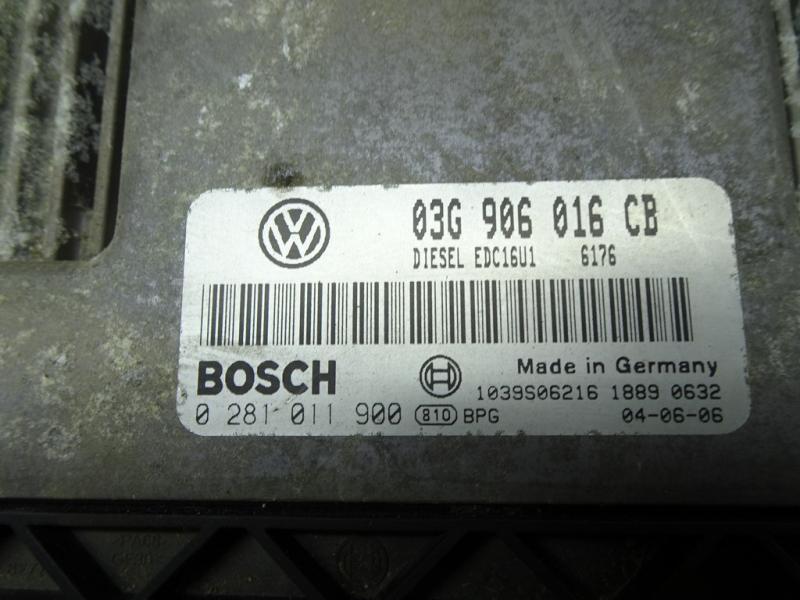 03G 906 016 CB
DIESEL EDC16U1 6176
BOSCH
Made in Germany
1039S06216 1889 0632
0 281 011 900 810 BPG 04-06-06